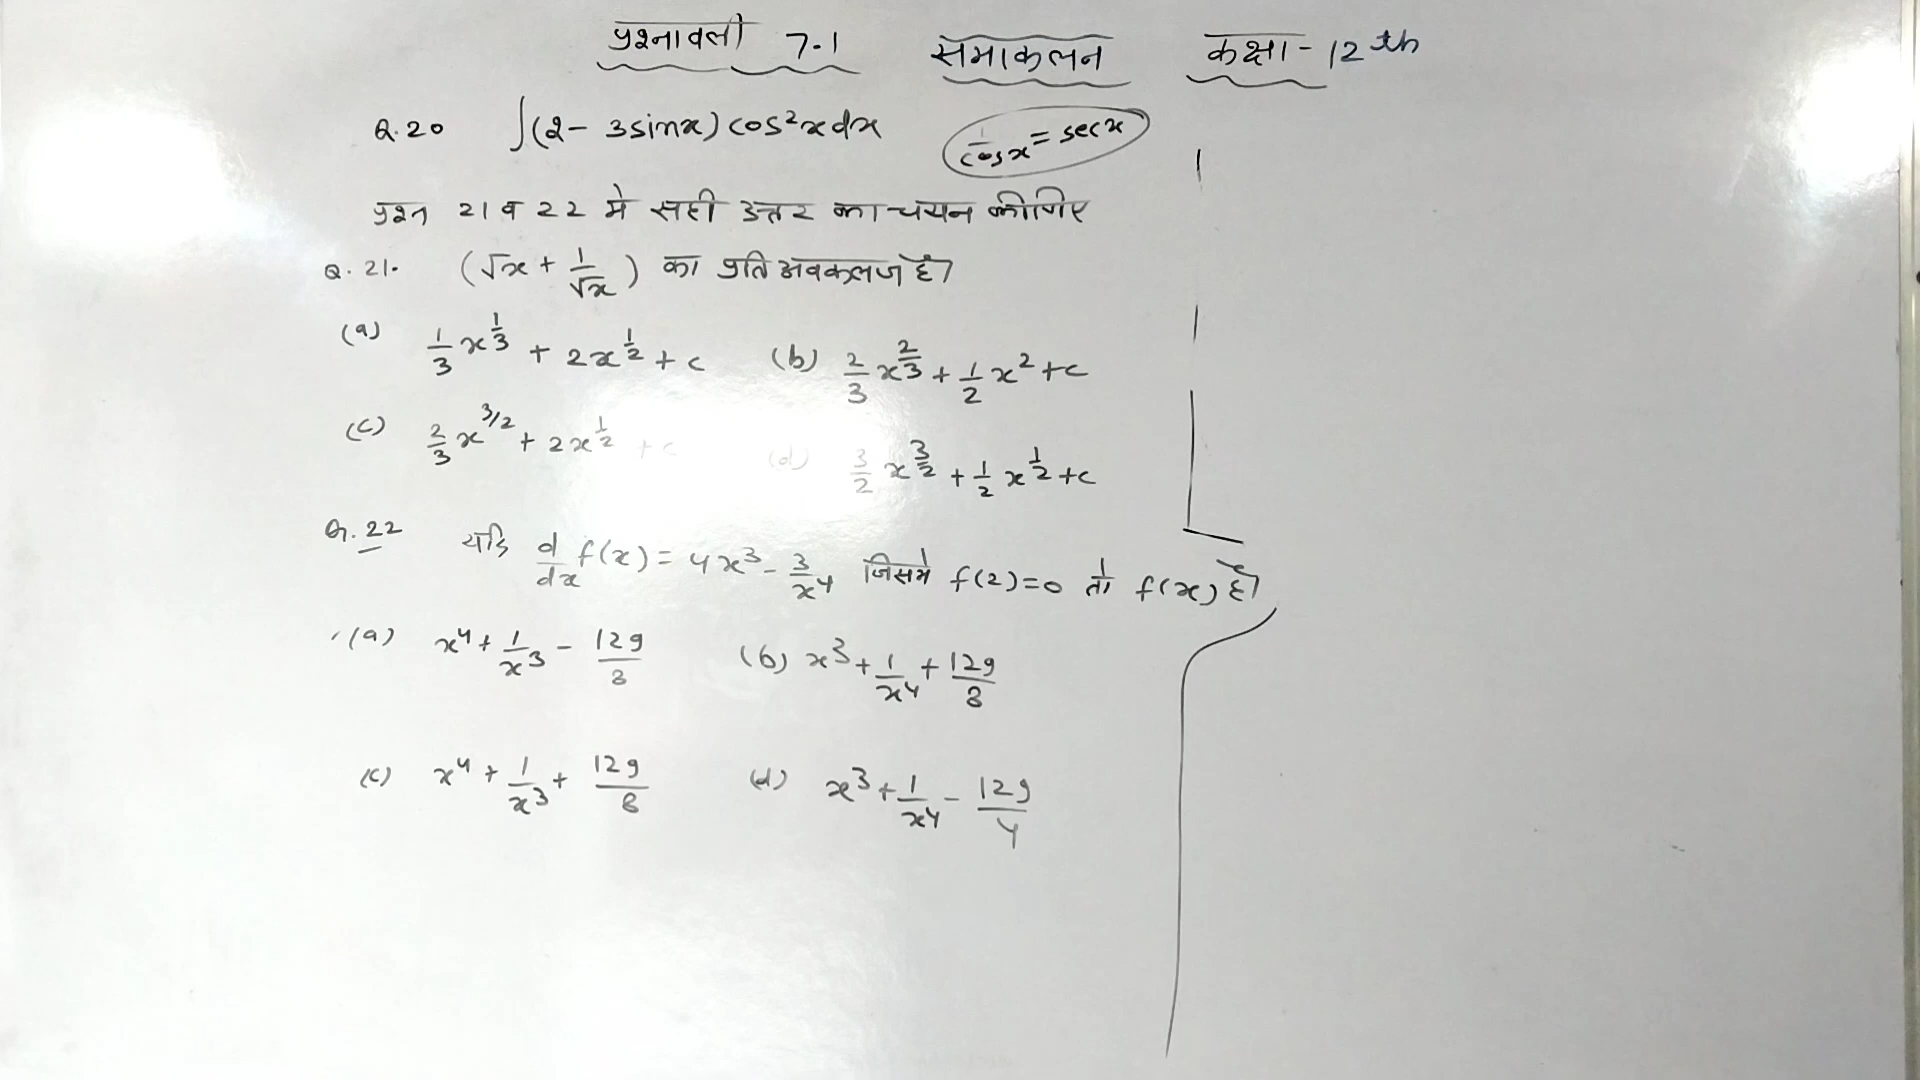 प्रश्नावली 7.1 समाकलन कक्षा - 12 th
Q.20 ∫(2 - 3sinx) cos²x dx 1/cosx = secx
प्रश्न 21 व 22 मे सही उत्तर का चयन कीजिए
Q.21. (√x + 1/√x) का प्रति अवकलज है।
(a) 1/3 x^1/3 + 2x^1/2 + c (b) 2/3 x^2/3 + 1/2 x² + c
(c) 2/3 x^3/2 + 2x^1/2 + c (d) 3/2 x^3/2 + 1/2 x^1/2 + c
Q.22 यदि d/dx f(x) = 4x³ - 3/x⁴ जिसमे f(2)=0 तो f(x) है।
(a) x⁴ + 1/x³ - 129/8 (b) x³ + 1/x⁴ + 129/8
(c) x⁴ + 1/x³ + 129/8 (d) x³ + 1/x⁴ - 129/4